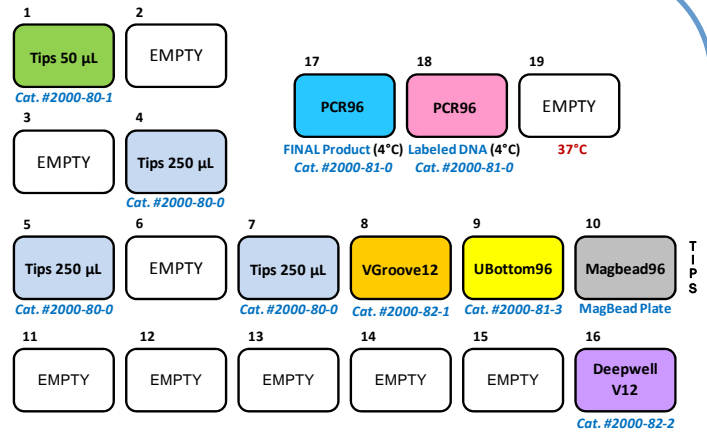 1 2
Tips 50 µL EMPTY
Cat. #2000-80-1
17 18 19
PCR96 PCR96 EMPTY
FINAL Product (4°C) Labeled DNA (4°C) 37°C
Cat. #2000-81-0 Cat. #2000-81-0
3 4
EMPTY Tips 250 µL
Cat. #2000-80-0
5 6 7 8 9 10
Tips 250 µL EMPTY Tips 250 µL VGroove12 UBottom96 Magbead96
Cat. #2000-80-0 Cat. #2000-80-0 Cat. #2000-82-1 Cat. #2000-81-3 MagBead Plate
TIPS
11 12 13 14 15 16
EMPTY EMPTY EMPTY EMPTY EMPTY Deepwell
V12
Cat. #2000-82-2